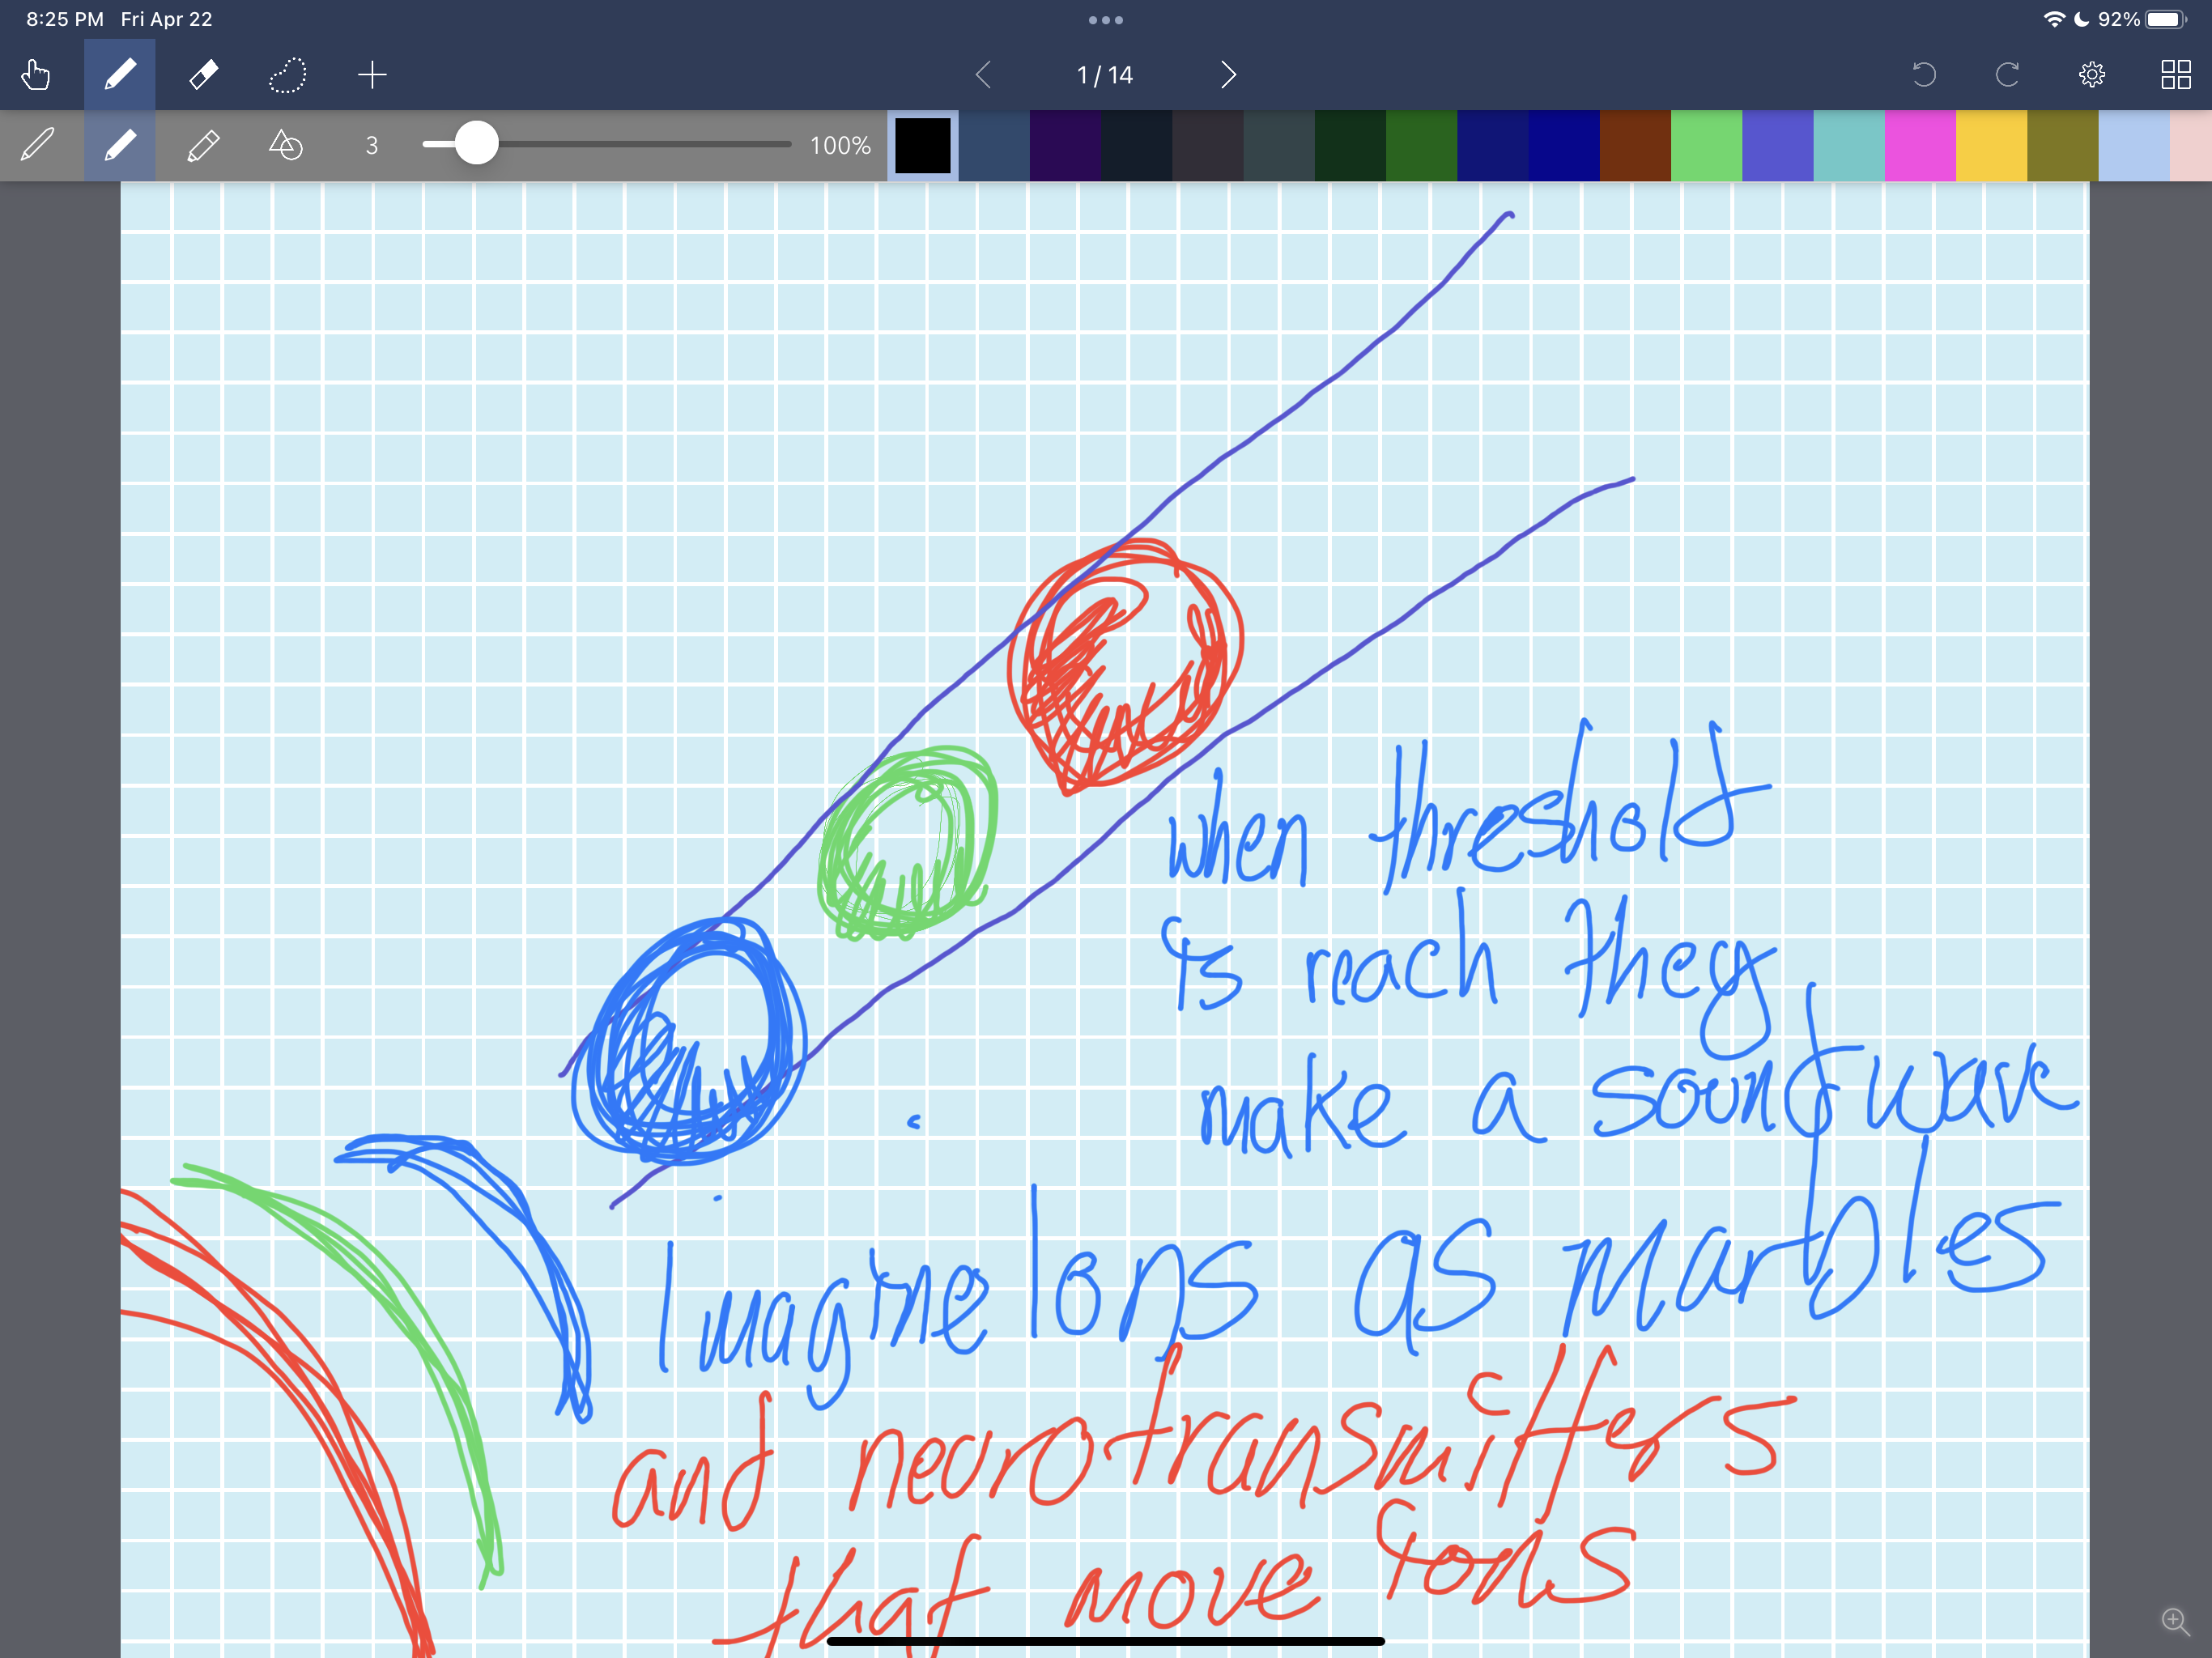 8:25 PM Fri Apr 22
92%
1 / 14
3
100%
when threshold
is reach they
make a soundwave
Imagine Ions as marbles
and neurotransmitters
that move ions